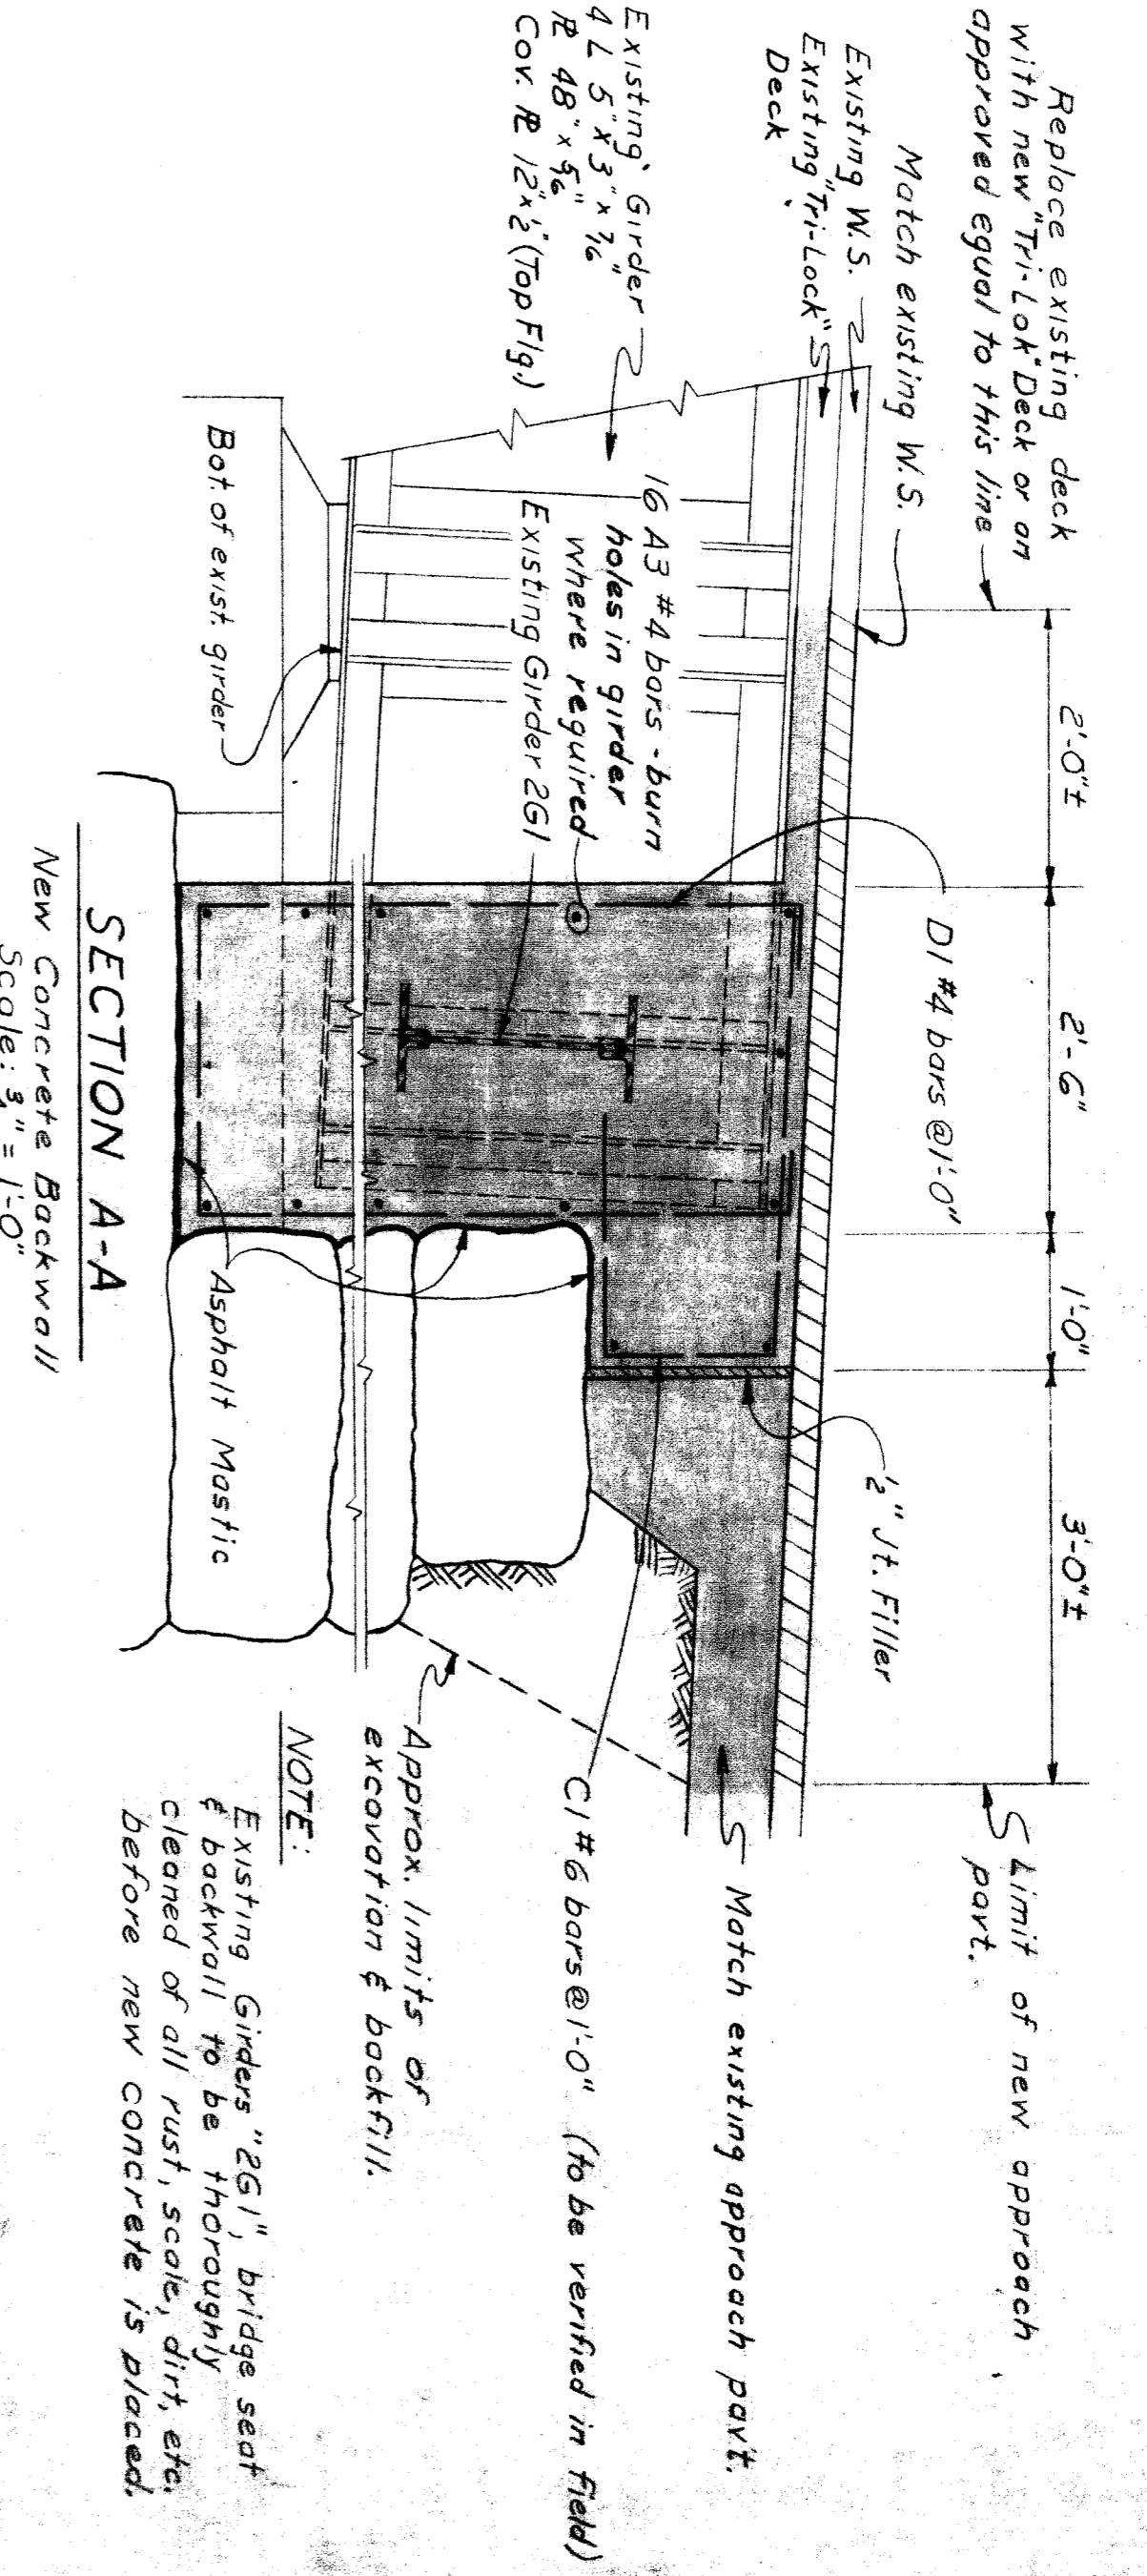 Replace existing deck
with new "Tri-Lok" Deck or an
approved equal to this line
Match existing W.S.
Existing W.S.
Existing "Tri-Lock"
Deck
Existing Girder
4 L 5" x 3" x 7/16"
PL 48" x 5/16"
Cov. PL 12" x 1/2" (Top Flg.)
2'-0"±
2'-6"
1'-0"
3'-0"±
D1 #4 bars @ 1'-0"
1/2" Jt. Filler
Limit of new approach
pav't.
16 A3 #4 bars - burn
holes in girder
where required
Existing Girder 2G1
Bot of exist. girder
Match existing approach pav't.
C1 #6 bars @ 1'-0" (to be verified in field)
Approx. limits of
excavation & backfill.
Asphalt Mastic
NOTE:
Existing Girders "2G1", bridge seat
& backwall to be thoroughly
cleaned of all rust, scale, dirt, etc.
before new concrete is placed.
SECTION A-A
New Concrete Backwall
Scale: = 1'-0"